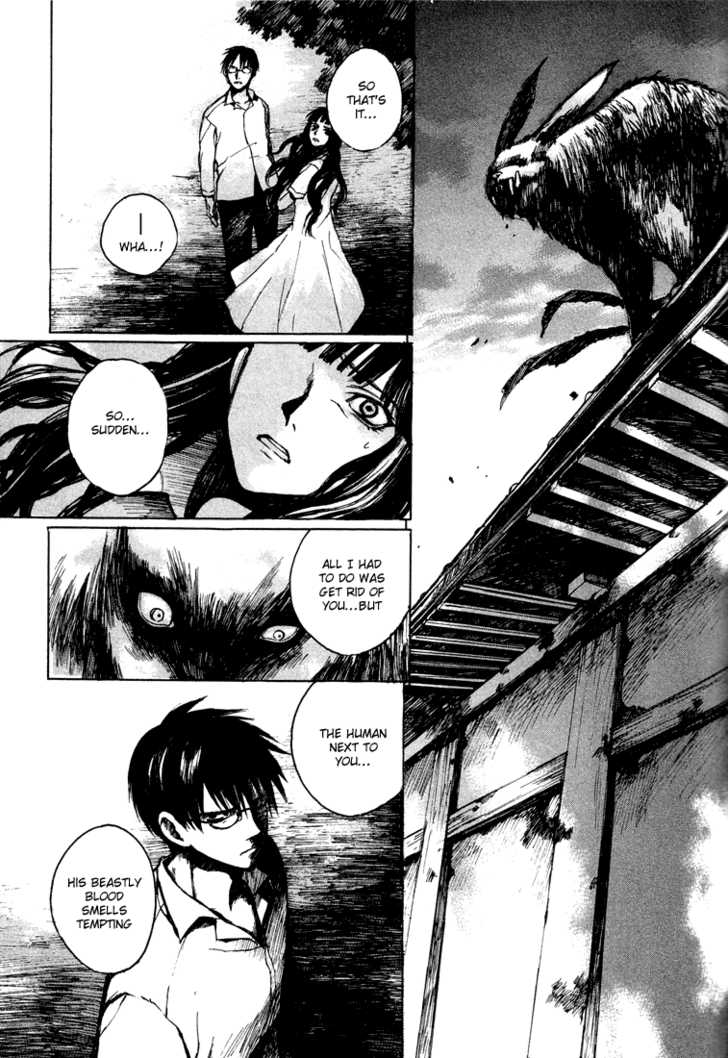 SO
THAT'S
IT...
I
WHA...!
SO...
SUDDEN...
ALL I HAD
TO DO WAS
GET RID OF
YOU...BUT
THE HUMAN
NEXT TO
YOU...
HIS BEASTLY
BLOOD
SMELLS
TEMPTING